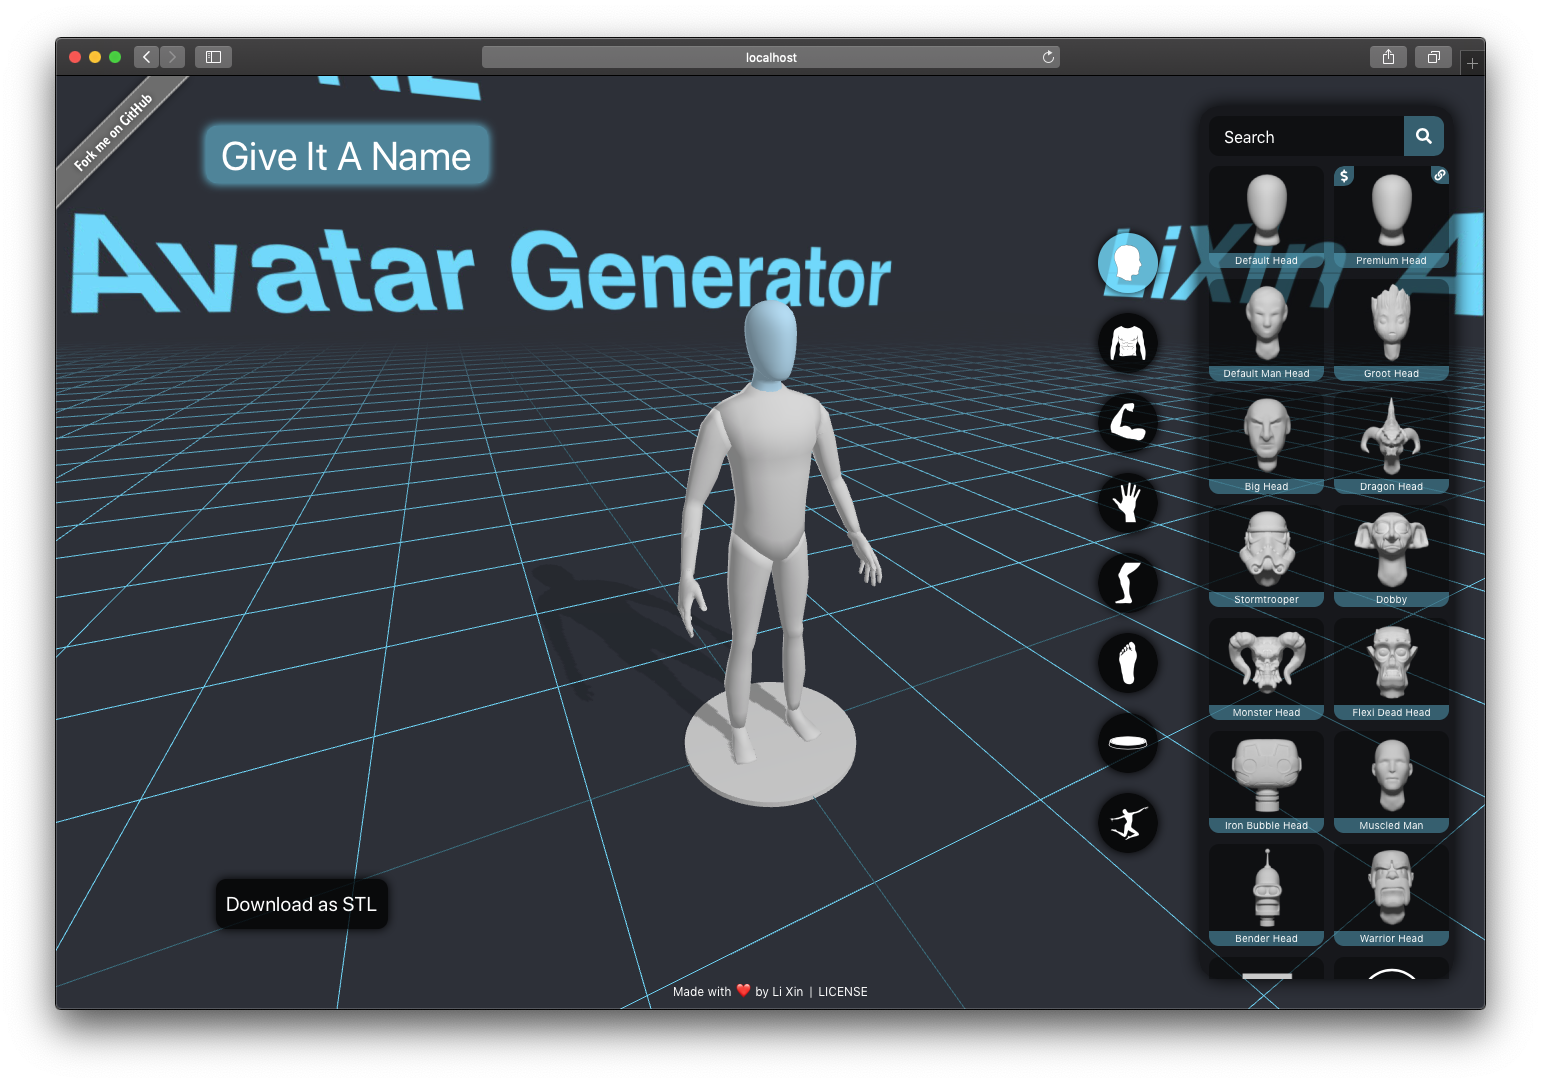 localhost
Fork me on GitHub
Give It A Name
Avatar Generator
LiXin A
Search
$
Default Head
Premium Head
Default Man Head
Groot Head
Big Head
Dragon Head
Stormtrooper
Dobby
Monster Head
Flexi Dead Head
Iron Bubble Head
Muscled Man
Bender Head
Warrior Head
Download as STL
Made with ❤️ by Li Xin | LICENSE